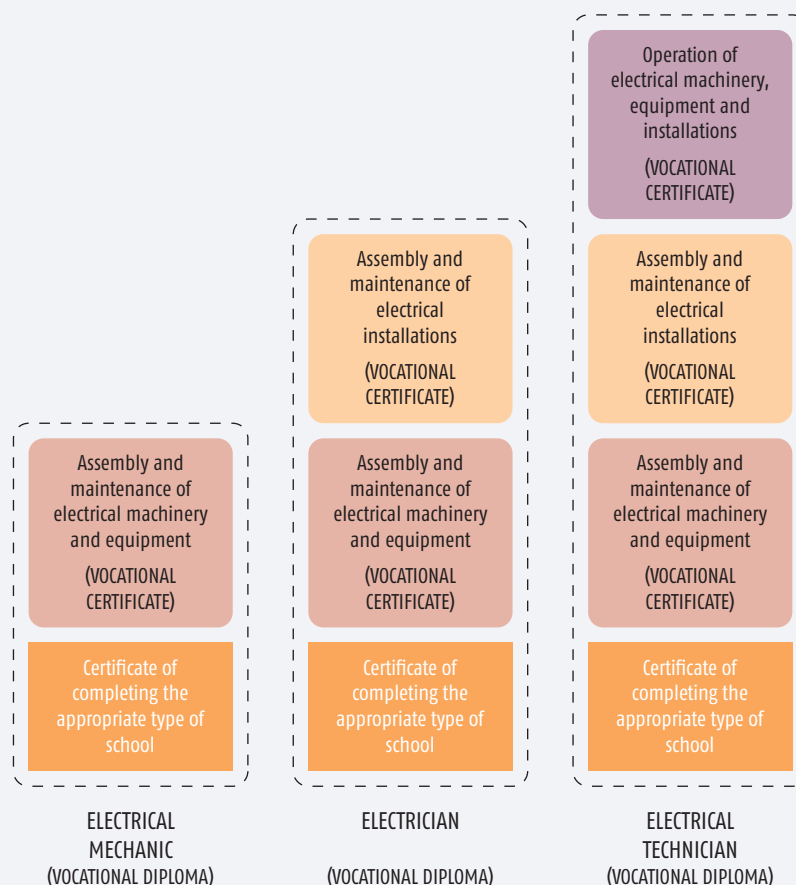 Assembly and
maintenance of
electrical machinery
and equipment
(VOCATIONAL
CERTIFICATE)
Certificate of
completing the
appropriate type of
school
ELECTRICAL
MECHANIC
(VOCATIONAL DIPLOMA)
Assembly and
maintenance of
electrical
installations
(VOCATIONAL
CERTIFICATE)
Assembly and
maintenance of
electrical machinery
and equipment
(VOCATIONAL
CERTIFICATE)
Certificate of
completing the
appropriate type of
school
ELECTRICIAN
(VOCATIONAL DIPLOMA)
Operation of
electrical machinery,
equipment and
installations
(VOCATIONAL
CERTIFICATE)
Assembly and
maintenance of
electrical
installations
(VOCATIONAL
CERTIFICATE)
Assembly and
maintenance of
electrical machinery
and equipment
(VOCATIONAL
CERTIFICATE)
Certificate of
completing the
appropriate type of
school
ELECTRICAL
TECHNICIAN
(VOCATIONAL DIPLOMA)